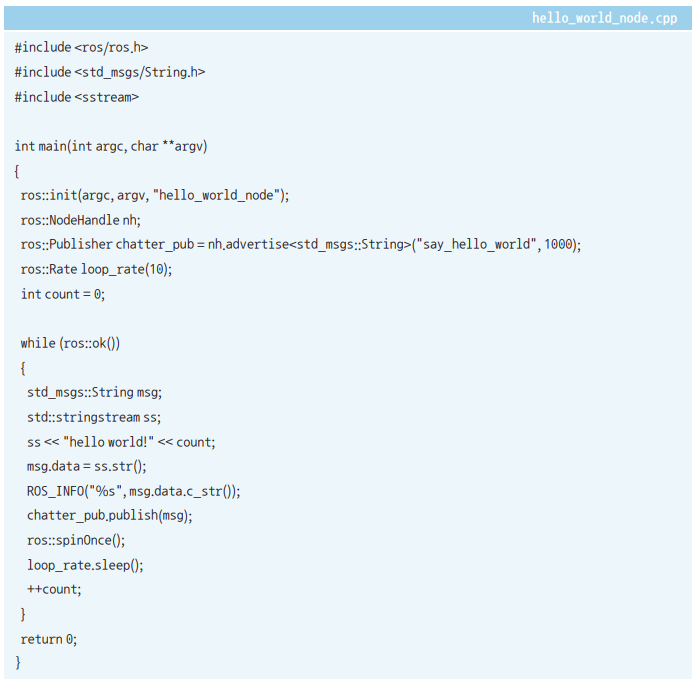 hello_world_node.cpp
#include <ros/ros.h>
#include <std_msgs/String.h>
#include <sstream>
int main(int argc, char **argv)
{
ros::init(argc, argv, "hello_world_node");
ros::NodeHandle nh;
ros::Publisher chatter_pub = nh.advertise<std_msgs::String>("say_hello_world", 1000);
ros::Rate loop_rate(10);
int count = 0;
while (ros::ok())
{
std_msgs::String msg;
std::stringstream ss;
ss << "hello world!" << count;
msg.data = ss.str();
ROS_INFO("%s", msg.data.c_str());
chatter_pub.publish(msg);
ros::spinOnce();
loop_rate.sleep();
++count;
}
return 0;
}